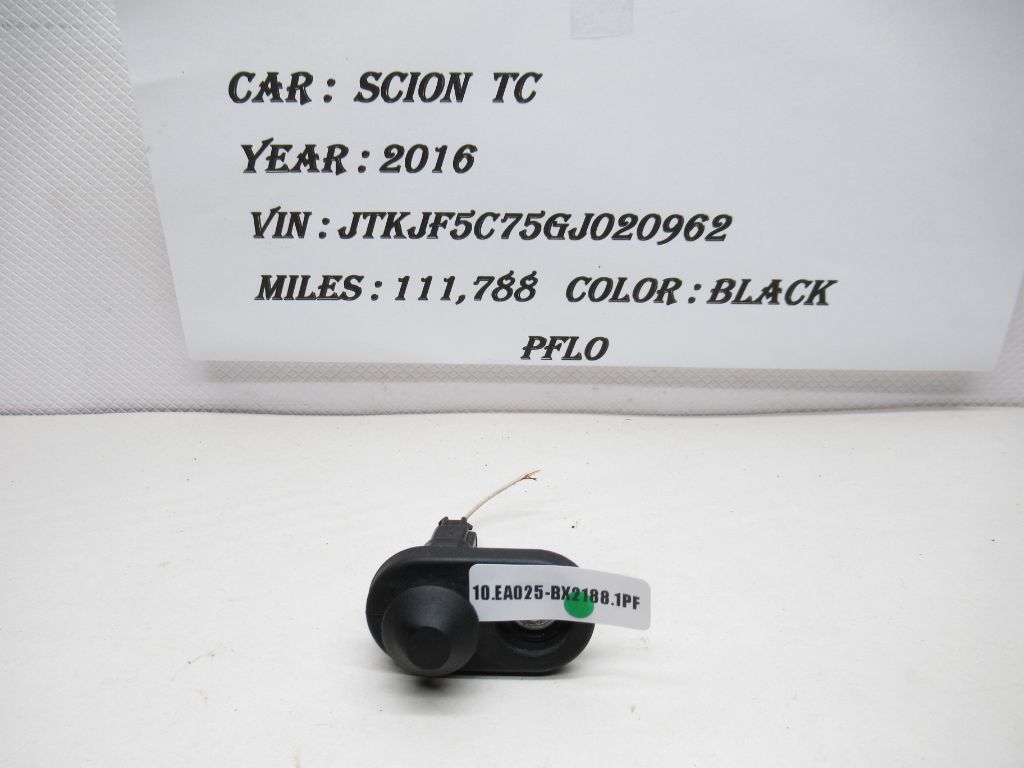 CAR : SCION TC
YEAR : 2016
VIN : JTKJF5C75GJ020962
MILES : 111,788 COLOR : BLACK
PFLO
10.EA025-BX2188.1PF